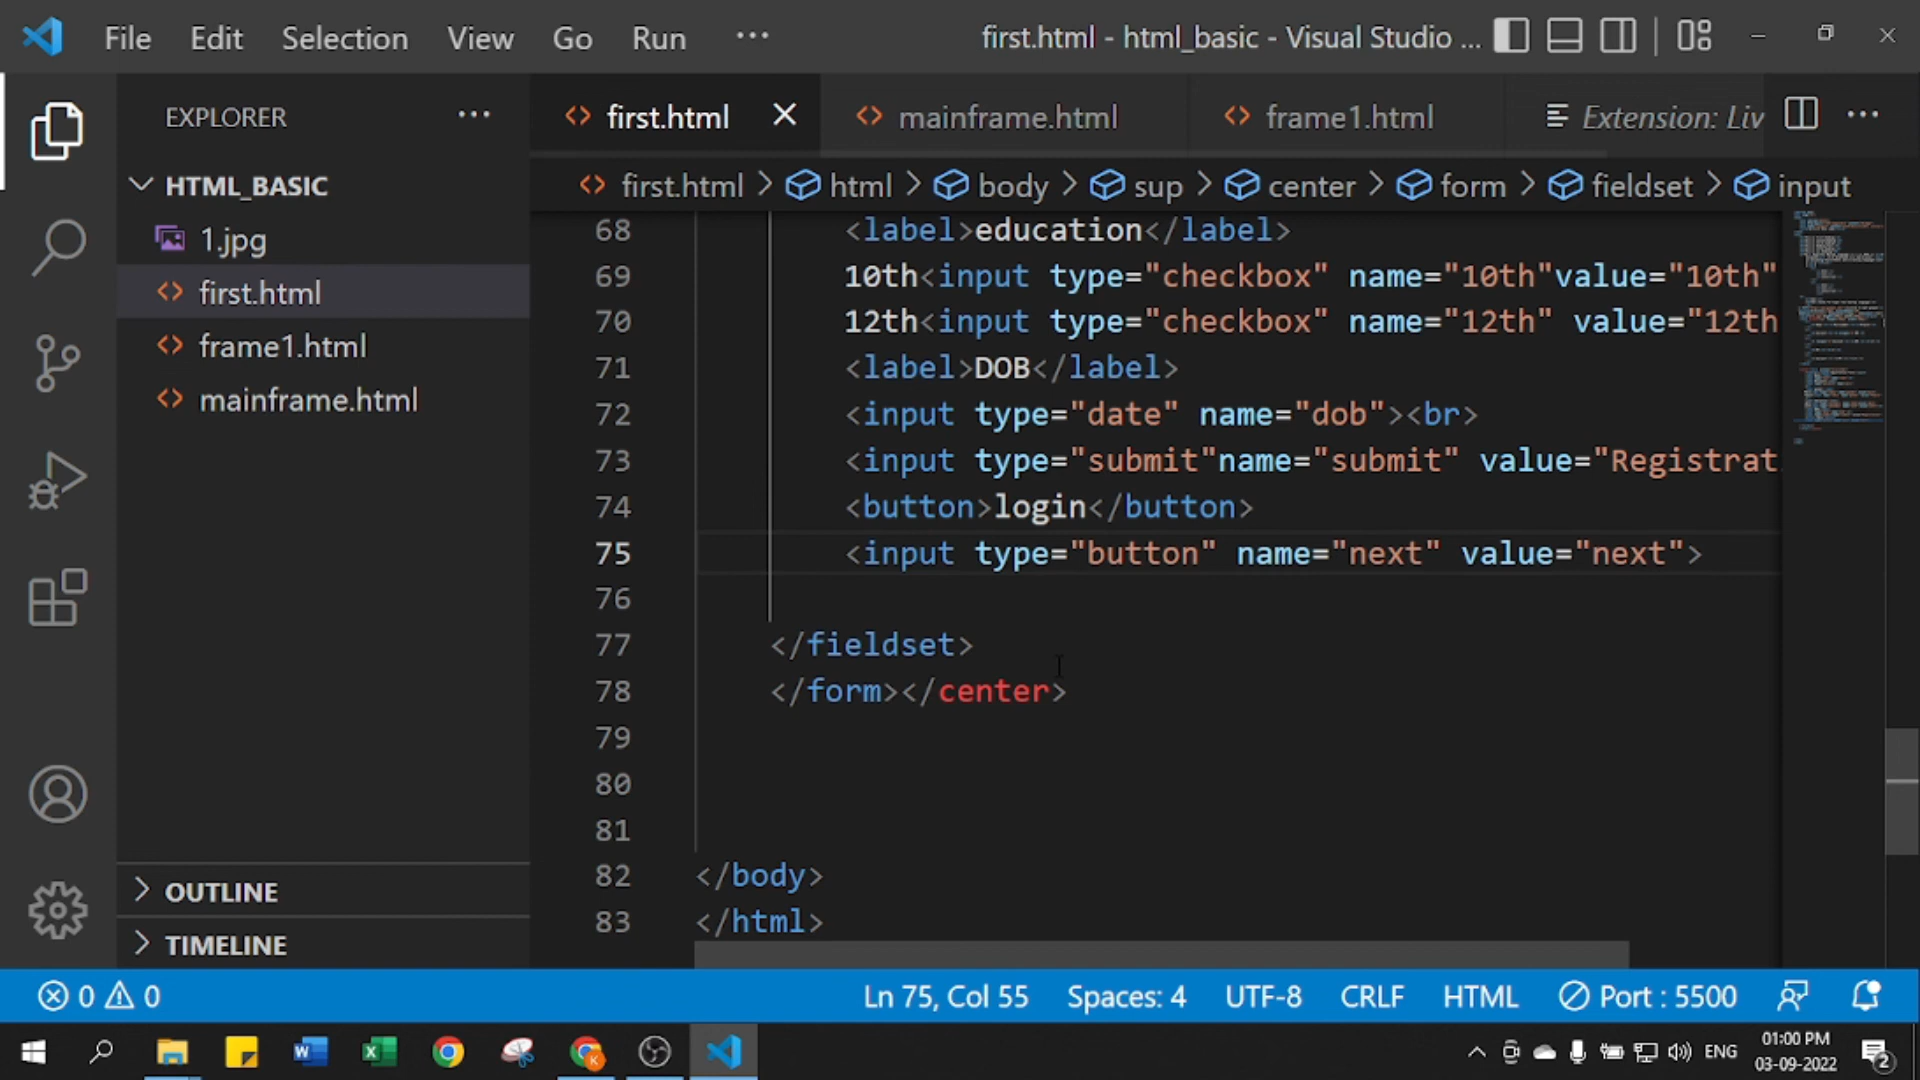 File Edit Selection View Go Run ··· first.html - html_basic - Visual Studio ...
EXPLORER ···
HTML_BASIC
1.jpg
first.html
frame1.html
mainframe.html
OUTLINE
TIMELINE
first.html mainframe.html frame1.html Extension: Liv ···
first.html > html > body > sup > center > form > fieldset > input
68 <label>education</label>
69 10th<input type="checkbox" name="10th"value="10th"
70 12th<input type="checkbox" name="12th" value="12th
71 <label>DOB</label>
72 <input type="date" name="dob"><br>
73 <input type="submit"name="submit" value="Registrat
74 <button>login</button>
75 <input type="button" name="next" value="next">
76
77 </fieldset>
78 </form></center>
79
80
81
82 </body>
83 </html>
0 0 Ln 75, Col 55 Spaces: 4 UTF-8 CRLF HTML Port : 5500
ENG 01:00 PM
03-09-2022 2